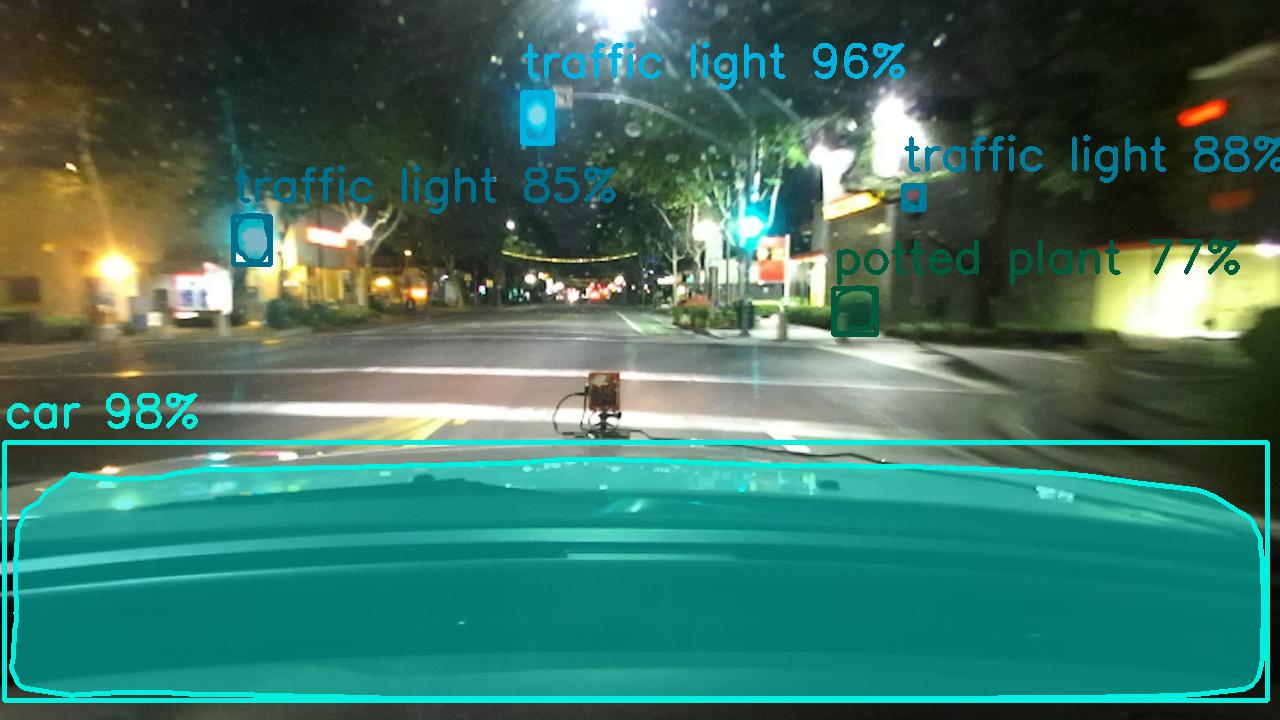 traffic light 96%
traffic light 88%
traffic light 85%
potted plant 77%
car 98%